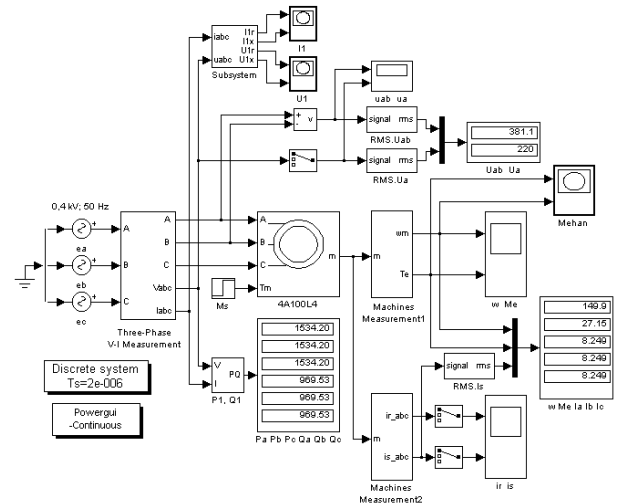 iabc
uabc
I1r
I1x
U1r
U1x
Subsystem
I1
U1
+
-
v
uab ua
signal rms
RMS.Uab
signal rms
RMS.Ua
381.1
220
Uab Ua
Mehan
0,4 kV; 50 Hz
+
ea
+
eb
+
ec
A
B
C
A
B
C
Vabc
Iabc
Three-Phase
V-I Measurement
A
B
C
Tm
m
4A100L4
Ms
m
wm
Te
Machines
Measurement1
w Me
149.9
27.15
8.249
8.249
8.249
w Me Ia Ib Ic
signal rms
RMS.Is
Discrete system
Ts=2e-006
Powergui
-Continuous
V
I
PQ
P1, Q1
1534.20
1534.20
1534.20
969.53
969.53
969.53
Pa Pb Pc Qa Qb Qc
m
ir_abc
is_abc
Machines
Measurement2
ir is